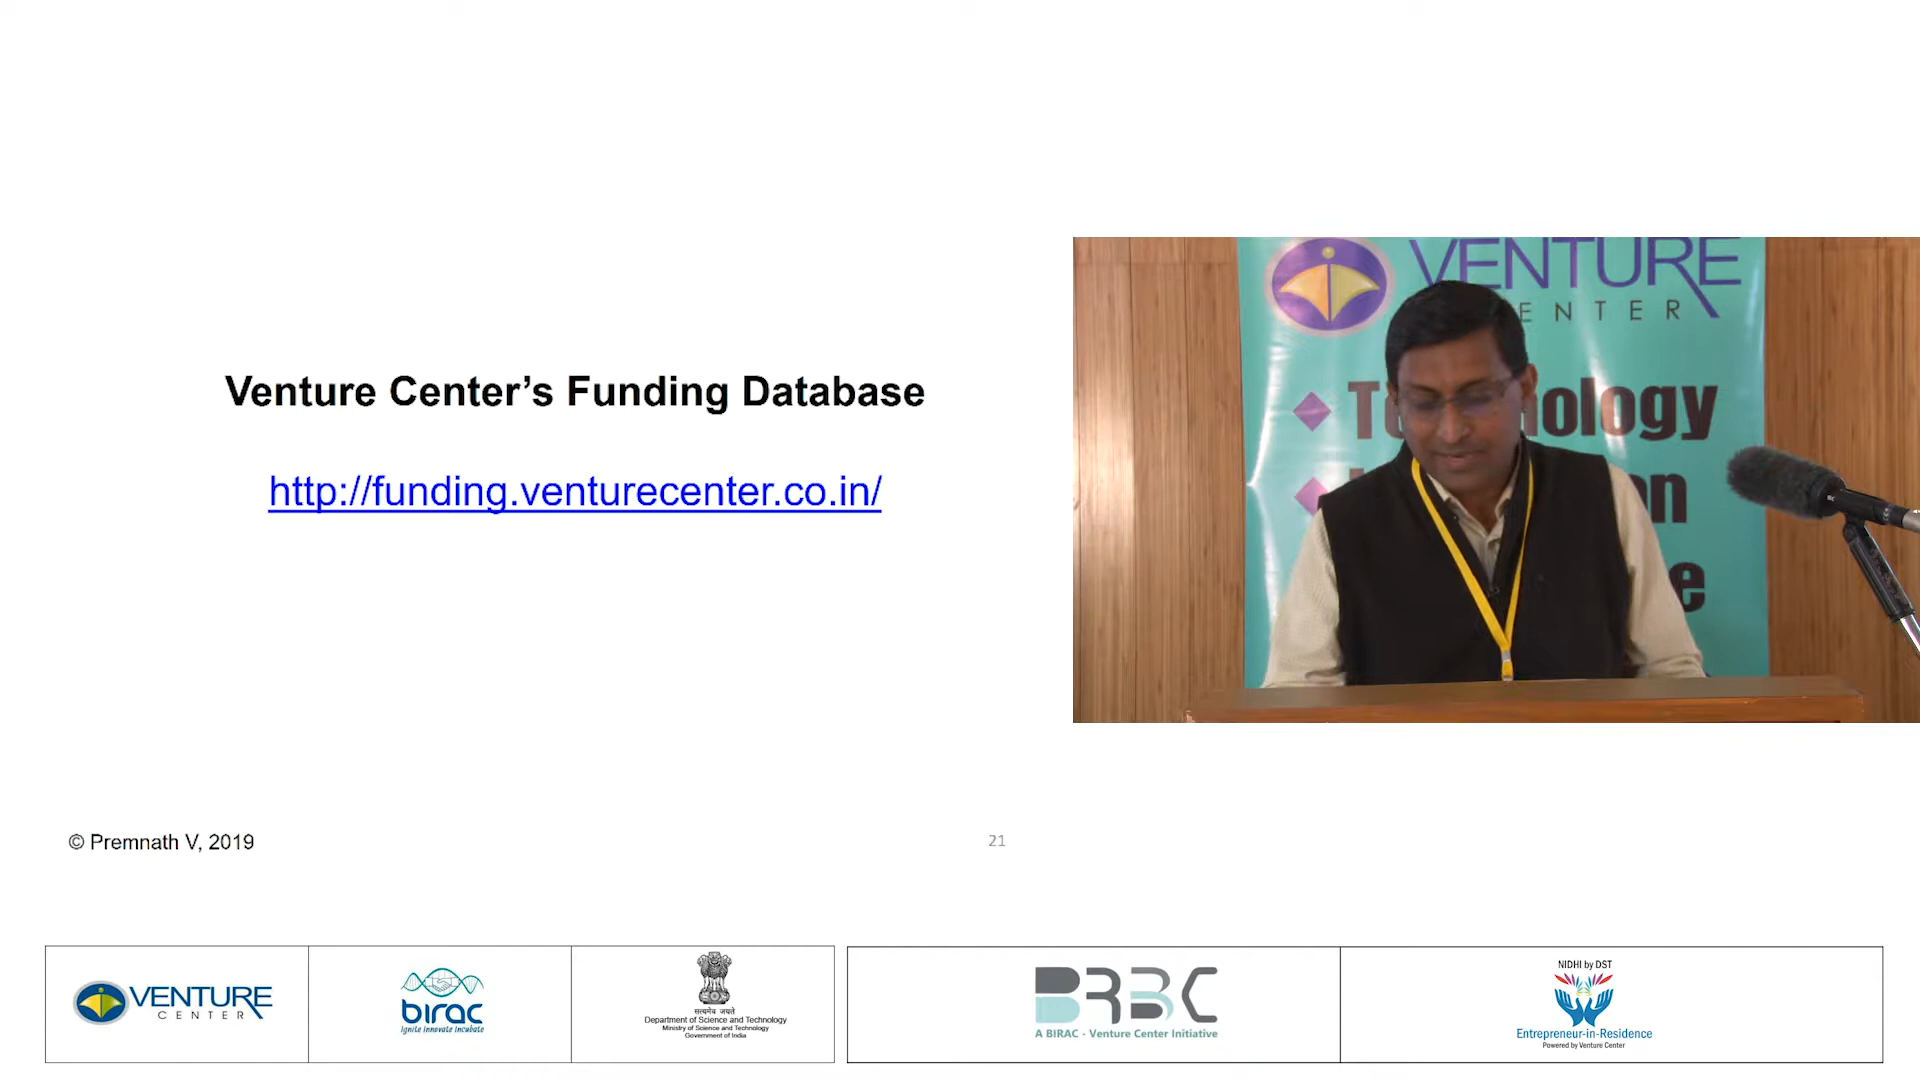 Venture Center’s Funding Database
http://funding.venturecenter.co.in/
VENTURE
ENTER
© Premnath V, 2019
21
VENTURE
CENTER
birac
Ignite Innovate Incubate
सत्यमेव जयते
Department of Science and Technology
Ministry of Science and Technology
Government of India
BRBC
A BIRAC - Venture Center Initiative
NIDHI by DST
Entrepreneur-in-Residence
Powered by Venture Center